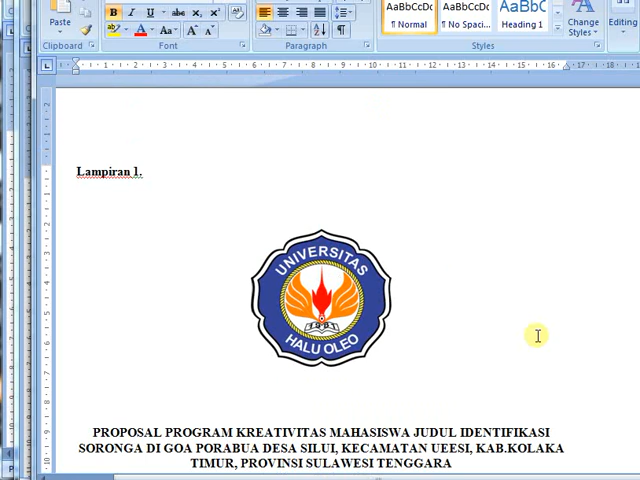 Paste
B I U
AaBbCcDc AaBbCcDc AaBbC
¶ Normal ¶ No Spaci... Heading 1
Change
Styles
Editing
Clipboard Font Paragraph Styles
Lampiran 1.
UNIVERSITAS
HALU OLEO
PROPOSAL PROGRAM KREATIVITAS MAHASISWA JUDUL IDENTIFIKASI
SORONGA DI GOA PORABUA DESA SILUI, KECAMATAN UEESI, KAB.KOLAKA
TIMUR, PROVINSI SULAWESI TENGGARA